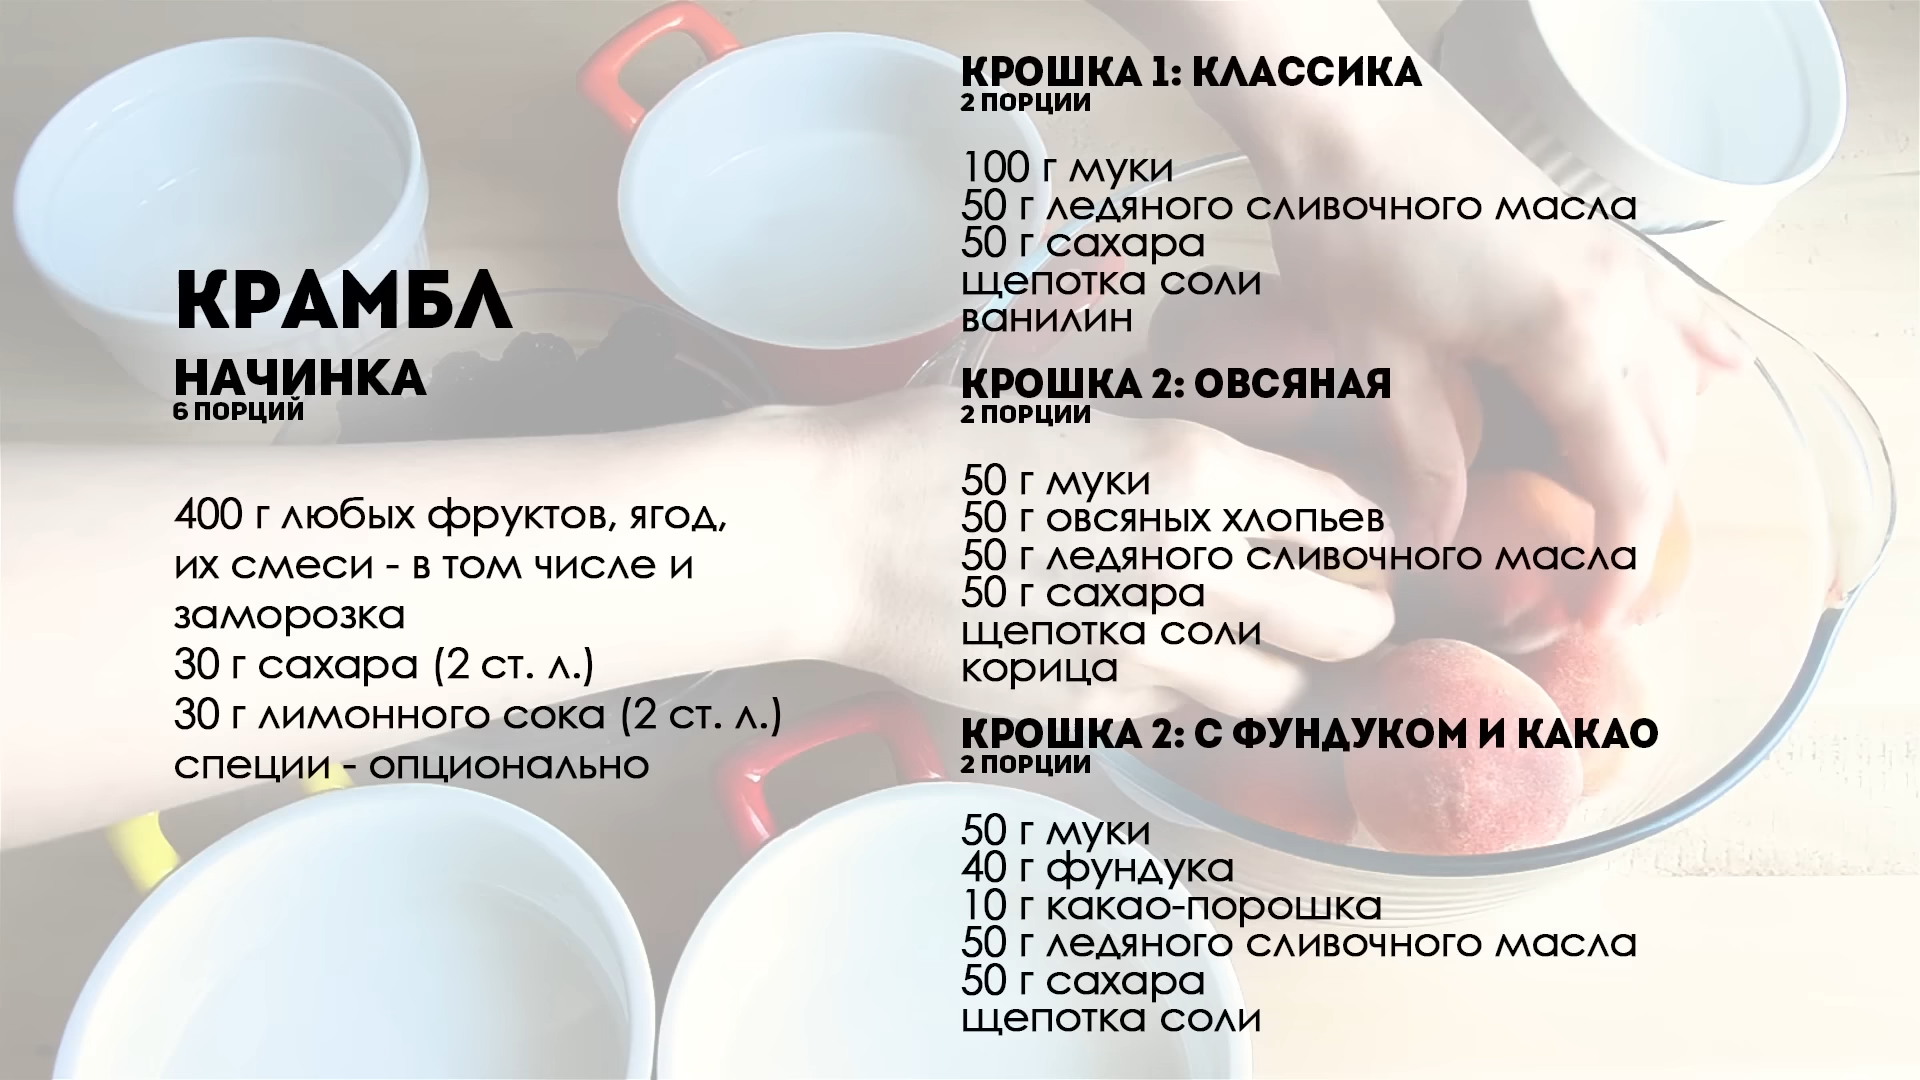 КРАМБЛ
НАЧИНКА
6 ПОРЦИЙ
400 г любых фруктов, ягод,
их смеси - в том числе и
заморозка
30 г сахара (2 ст. л.)
30 г лимонного сока (2 ст. л.)
специи - опционально
КРОШКА 1: КЛАССИКА
2 ПОРЦИИ
100 г муки
50 г ледяного сливочного масла
50 г сахара
щепотка соли
ванилин
КРОШКА 2: ОВСЯНАЯ
2 ПОРЦИИ
50 г муки
50 г овсяных хлопьев
50 г ледяного сливочного масла
50 г сахара
щепотка соли
корица
КРОШКА 2: С ФУНДУКОМ И КАКАО
2 ПОРЦИИ
50 г муки
40 г фундука
10 г какао-порошка
50 г ледяного сливочного масла
50 г сахара
щепотка соли